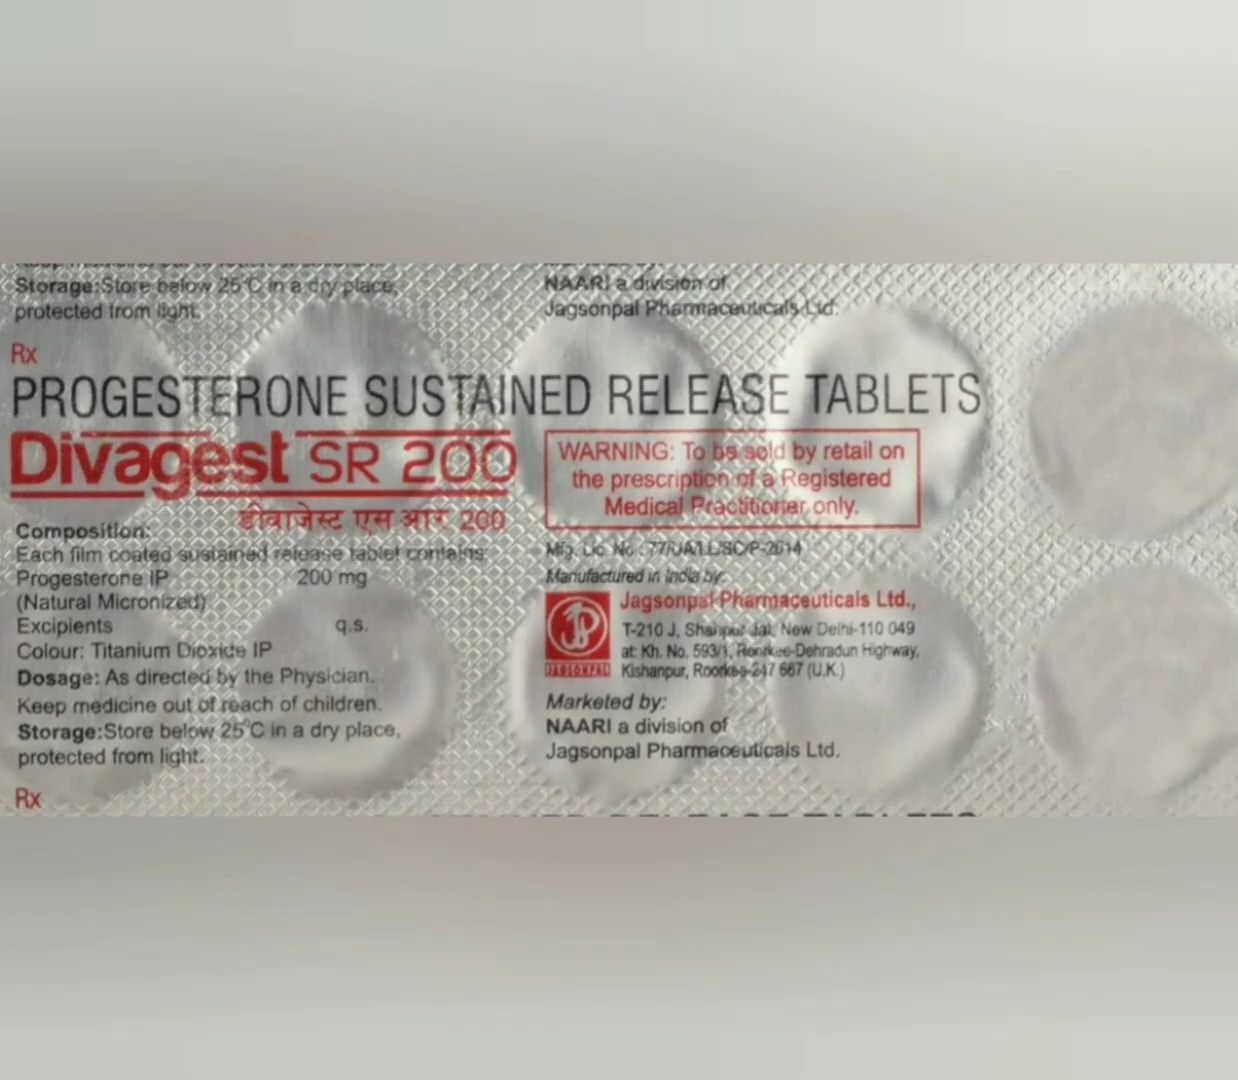 Storage:Store below 25°C in a dry place,
protected from light.
NAARI a division of
Jagsonpal Pharmaceuticals Ltd.
Rx
PROGESTERONE SUSTAINED RELEASE TABLETS
Divagest SR 200
डीवाजेस्ट एस आर 200
WARNING: To be sold by retail on
the prescription of a Registered
Medical Practitioner only.
Composition:
Each film coated sustained release tablet contains:
Progesterone IP 200 mg
(Natural Micronized)
Excipients q.s.
Colour: Titanium Dioxide IP
Dosage: As directed by the Physician.
Keep medicine out of reach of children.
Storage:Store below 25°C in a dry place,
protected from light.
Mfg. Lic. No.:
Manufactured in India by:
JAGSONPAL
Jagsonpal Pharmaceuticals Ltd.,
T-210 J, Shahpur Jat, New Delhi-110 049
at: Kh. No. 593/1, Roorkee-Dehradun Highway,
Kishanpur, Roorkee-247 667 (U.K.)
Marketed by:
NAARI a division of
Jagsonpal Pharmaceuticals Ltd.
Rx